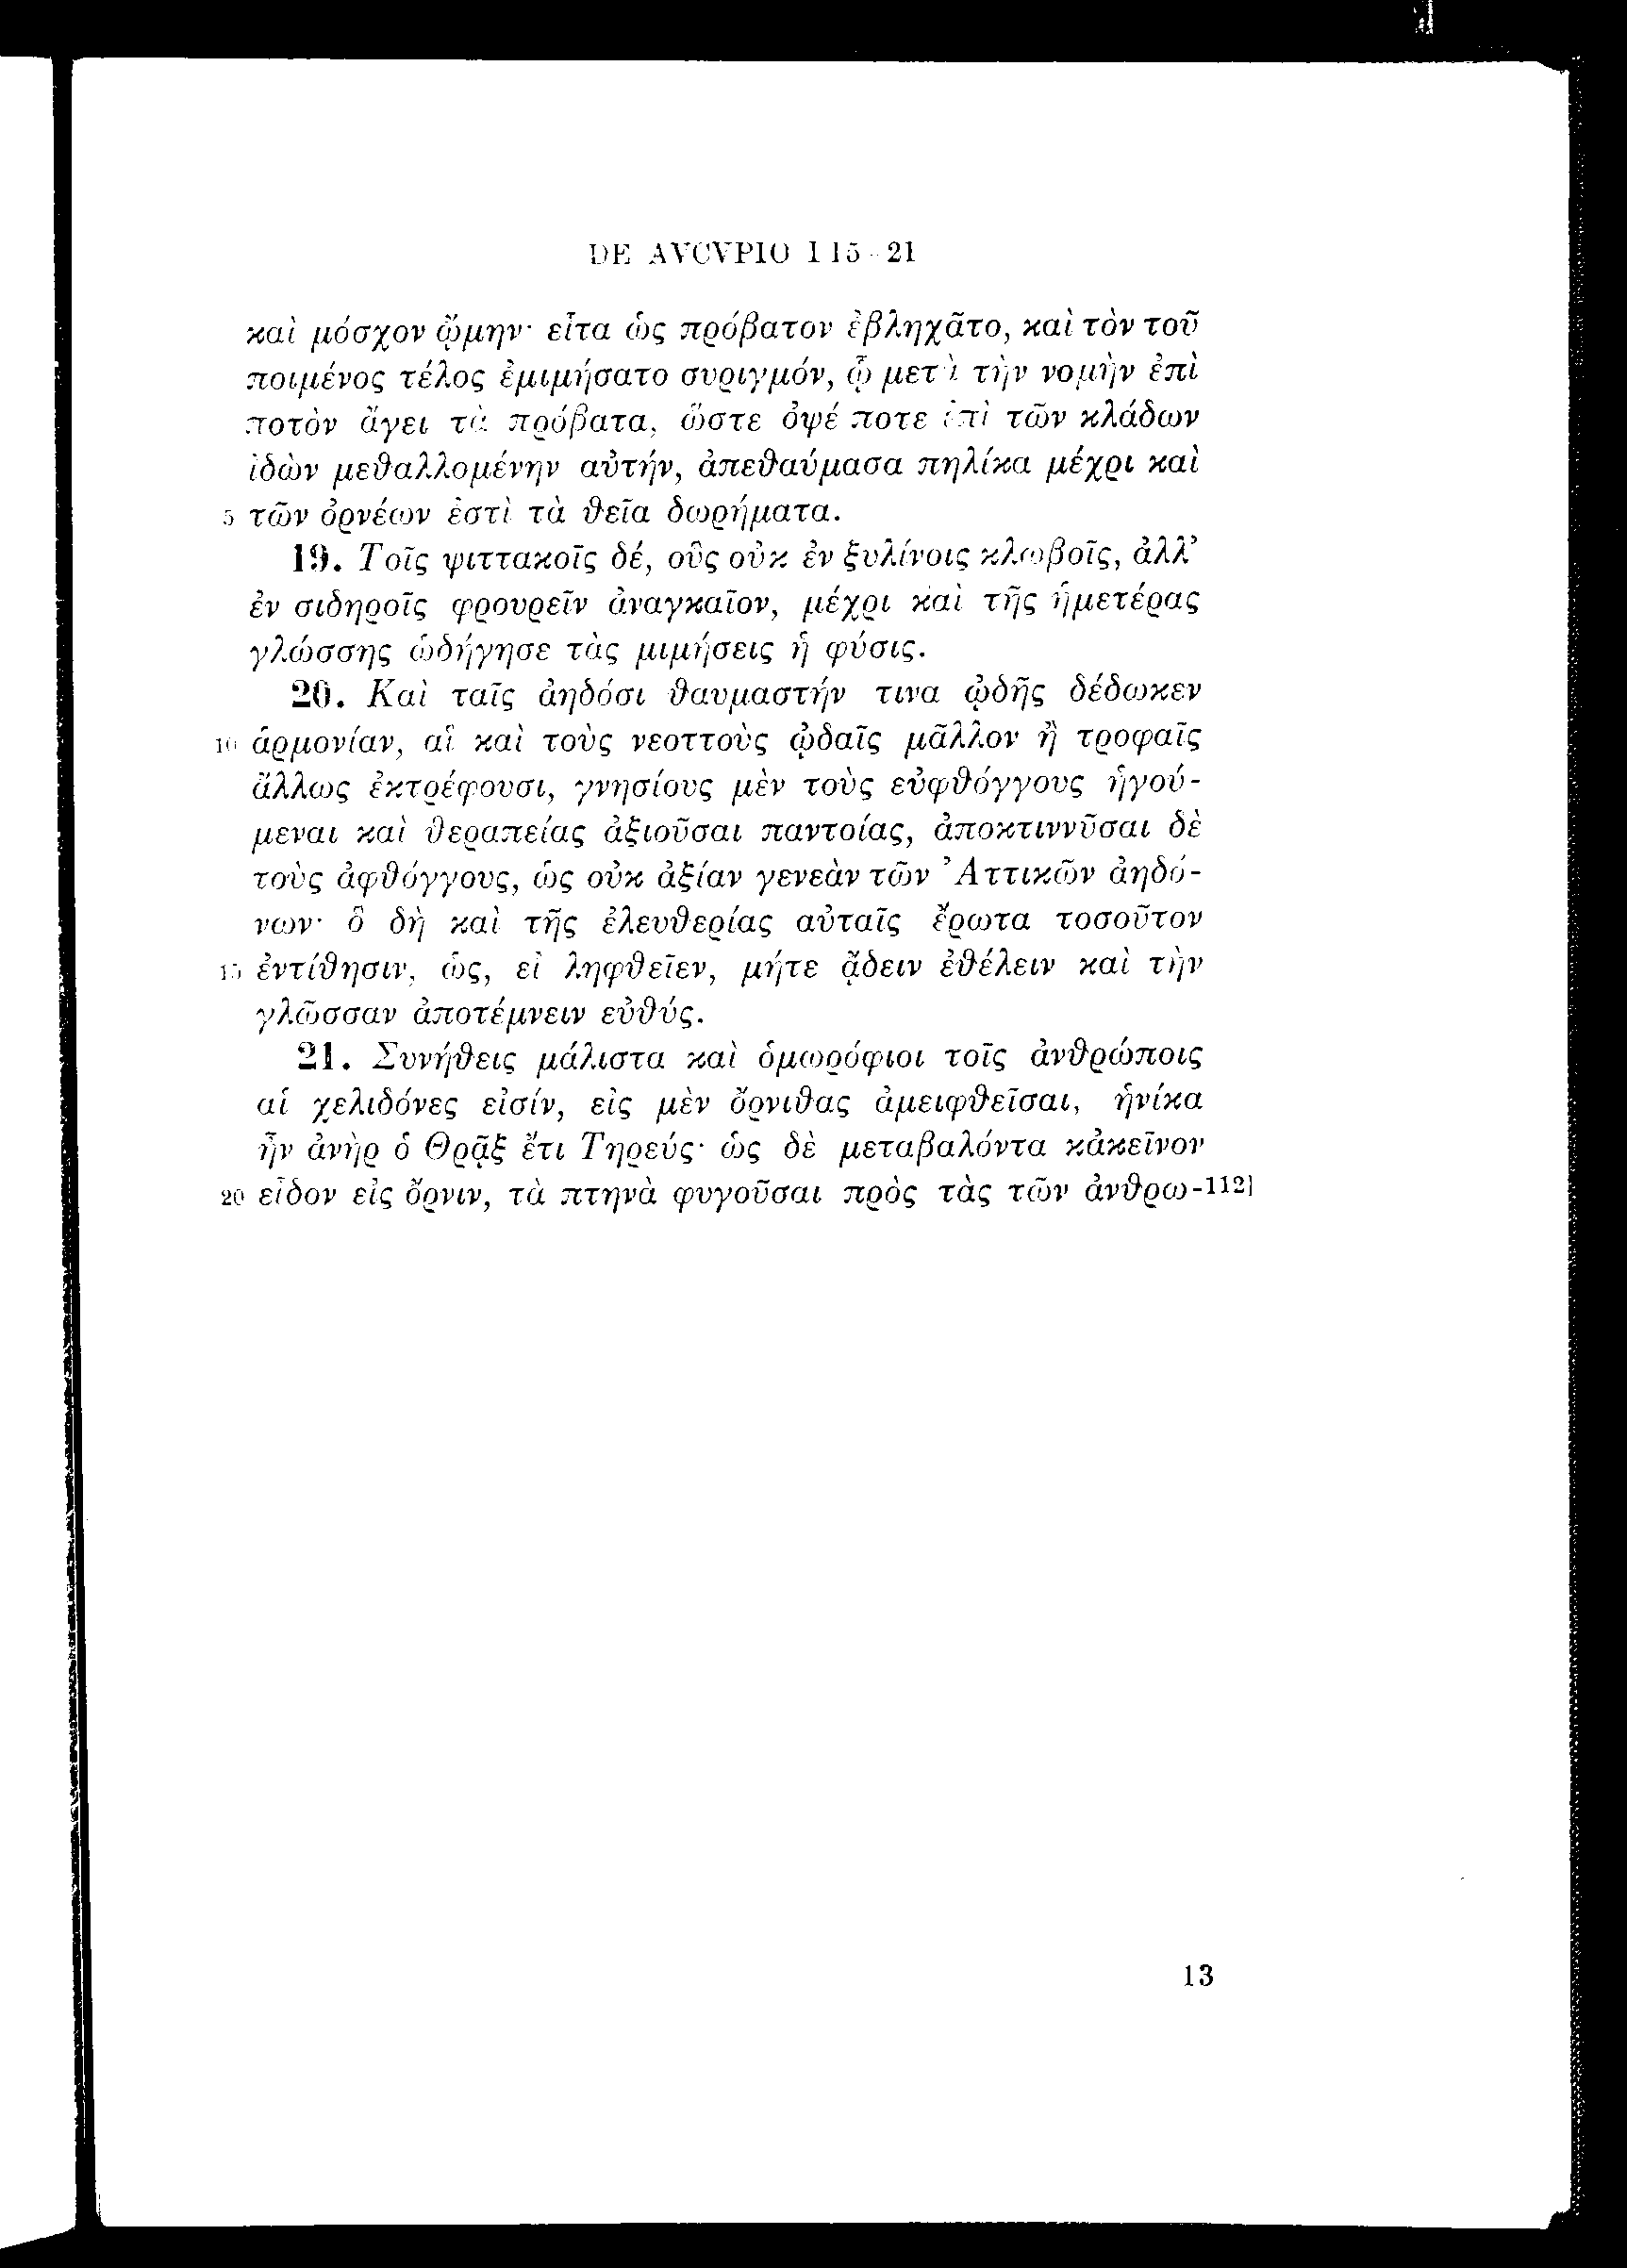 DE AVCVPIO I 15-21
καὶ μόσχον ᾤμην· εἶτα ὡς πρόβατον ἐβληχᾶτο, καὶ τὸν τοῦ
ποιμένος τέλος ἐμιμήσατο συριγμόν, ᾧ μετὰ τὴν νομὴν ἐπὶ
ποτὸν ἄγει τὰ πρόβατα, ὥστε ὀψέ ποτε ἐπὶ τῶν κλάδων
ἰδὼν μεθαλλομένην αὐτήν, ἀπεθαύμασα πηλίκα μέχρι καὶ
5 τῶν ὀρνέων ἐστὶ τὰ θεῖα δωρήματα.
19. Τοῖς ψιττακοῖς δέ, οὓς οὐκ ἐν ξυλίνοις κλωβοῖς, ἀλλ’
ἐν σιδηροῖς φρουρεῖν ἀναγκαῖον, μέχρι καὶ τῆς ἡμετέρας
γλώσσης ὡδήγησε τὰς μιμήσεις ἡ φύσις.
20. Καὶ ταῖς ἀηδόσι θαυμαστήν τινα ᾠδῆς δέδωκεν
10 ἁρμονίαν, αἳ καὶ τοὺς νεοττοὺς ᾠδαῖς μᾶλλον ἢ τροφαῖς
ἄλλως ἐκτρέφουσι, γνησίους μὲν τοὺς εὐφθόγγους ἡγού-
μεναι καὶ θεραπείας ἀξιοῦσαι παντοίας, ἀποκτιννῦσαι δὲ
τοὺς ἀφθόγγους, ὡς οὐκ ἀξίαν γενεὰν τῶν Ἀττικῶν ἀηδό-
νων· ὃ δὴ καὶ τῆς ἐλευθερίας αὐταῖς ἔρωτα τοσοῦτον
15 ἐντίθησιν, ὡς, εἰ ληφθεῖεν, μήτε ᾄδειν ἐθέλειν καὶ τὴν
γλῶσσαν ἀποτέμνειν εὐθύς.
21. Συνήθεις μάλιστα καὶ ὁμωρόφιοι τοῖς ἀνθρώποις
αἱ χελιδόνες εἰσίν, εἰς μὲν ὄρνιθας ἀμειφθεῖσαι, ἡνίκα
ἦν ἀνὴρ ὁ Θρᾷξ ἔτι Τηρεύς· ὡς δὲ μεταβαλόντα κἀκεῖνον
20 εἶδον εἰς ὄρνιν, τὰ πτηνὰ φυγοῦσαι πρὸς τὰς τῶν ἀνθρω-112]
13